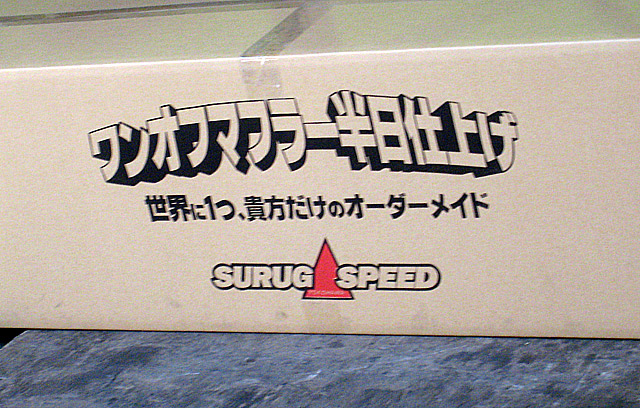 ワンオフマフラー半日仕上げ
世界に1つ、貴方だけのオーダーメイド
SURUGA SPEED